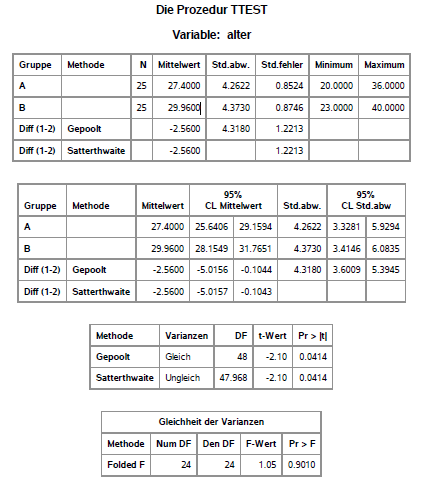 Die Prozedur TTEST
Variable: alter
Gruppe Methode N Mittelwert Std.abw. Std.fehler Minimum Maximum
A 25 27.4000 4.2622 0.8524 20.0000 36.0000
B 25 29.9600 4.3730 0.8746 23.0000 40.0000
Diff (1-2) Gepoolt -2.5600 4.3180 1.2213
Diff (1-2) Satterthwaite -2.5600 1.2213
Gruppe Methode Mittelwert 95% CL Mittelwert Std.abw. 95% CL Std.abw
A 27.4000 25.6406 29.1594 4.2622 3.3281 5.9294
B 29.9600 28.1549 31.7651 4.3730 3.4146 6.0835
Diff (1-2) Gepoolt -2.5600 -5.0156 -0.1044 4.3180 3.6009 5.3945
Diff (1-2) Satterthwaite -2.5600 -5.0157 -0.1043
Methode Varianzen DF t-Wert Pr > |t|
Gepoolt Gleich 48 -2.10 0.0414
Satterthwaite Ungleich 47.968 -2.10 0.0414
Gleichheit der Varianzen
Methode Num DF Den DF F-Wert Pr > F
Folded F 24 24 1.05 0.9010